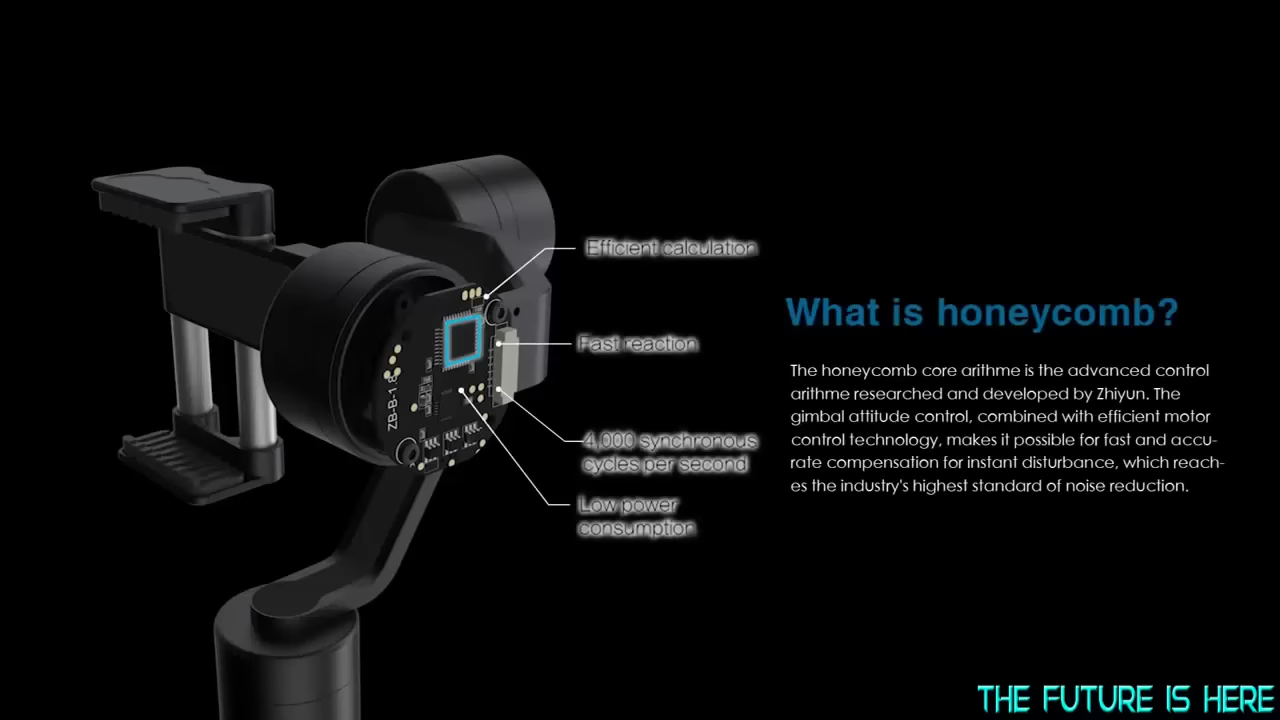 Efficient calculation
Fast reaction
4,000 synchronous
cycles per second
Low power
consumption
ZB-B-1.8
What is honeycomb?
The honeycomb core arithme is the advanced control
arithme researched and developed by Zhiyun. The
gimbal attitude control, combined with efficient motor
control technology, makes it possible for fast and accu-
rate compensation for instant disturbance, which reach-
es the industry's highest standard of noise reduction.
THE FUTURE IS HERE